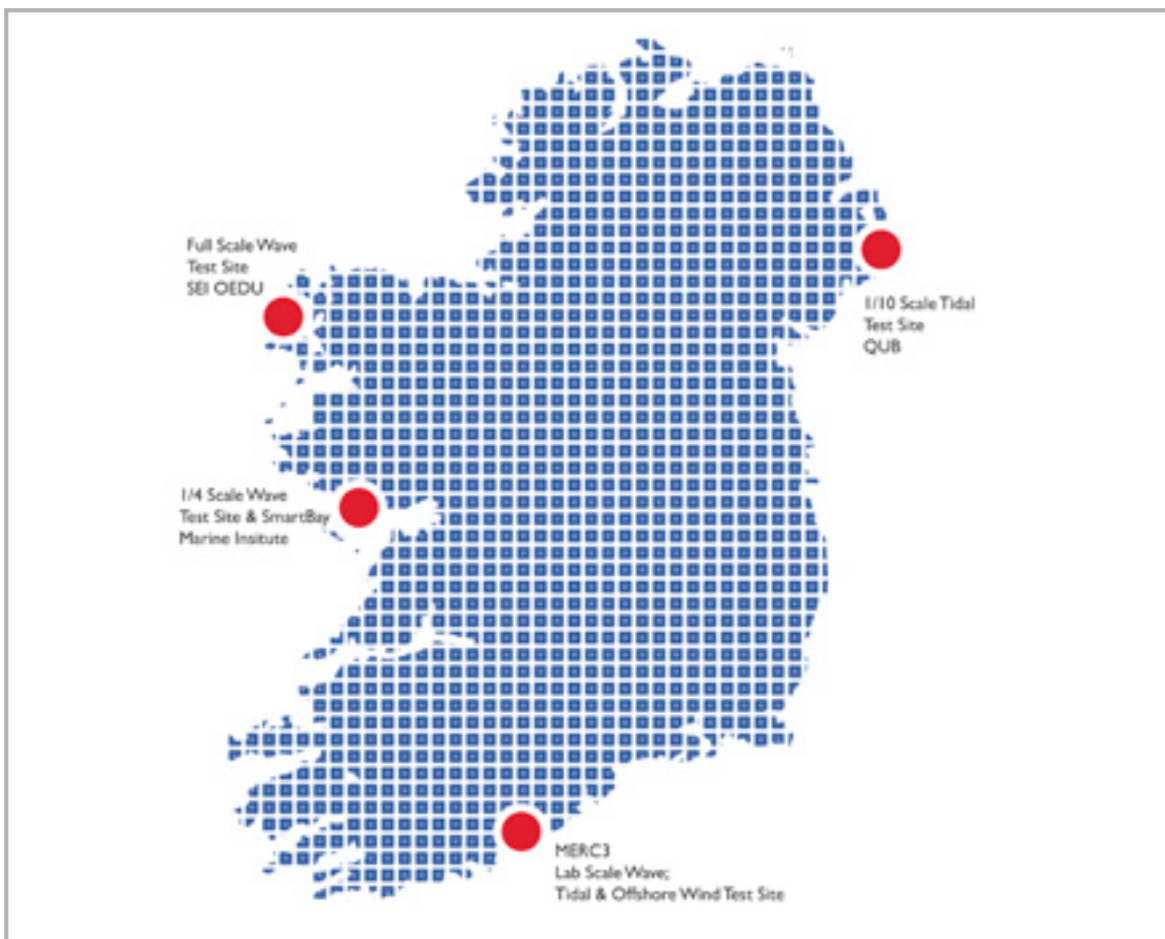 Full Scale Wave
Test Site
SEI OEDU
1/10 Scale Tidal
Test Site
QUB
1/4 Scale Wave
Test Site & SmartBay
Marine Insitute
MERC3
Lab Scale Wave;
Tidal & Offshore Wind Test Site